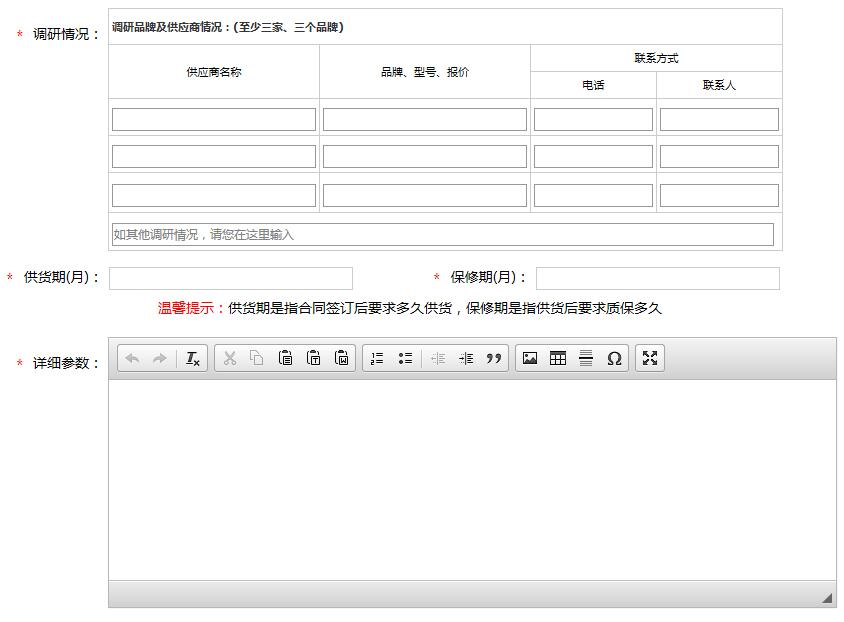 * 调研情况：
调研品牌及供应商情况：(至少三家、三个品牌)
供应商名称 品牌、型号、报价 联系方式
电话 联系人
如其他调研情况，请您在这里输入
* 供货期(月)： * 保修期(月)：
温馨提示：供货期是指合同签订后要求多久供货，保修期是指供货后要求质保多久
* 详细参数：